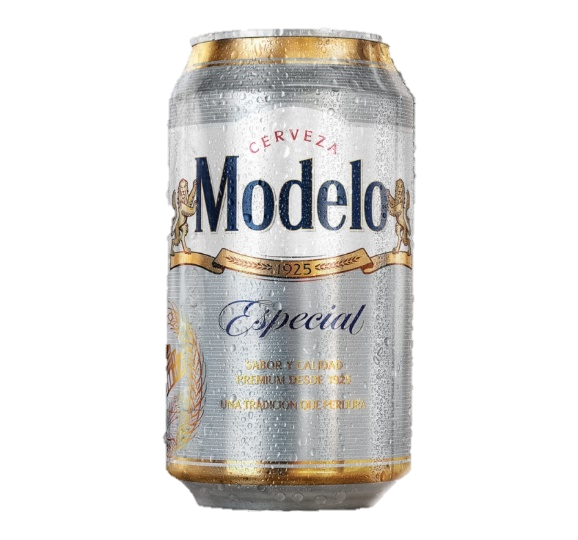 CERVEZA
Modelo
1925
Especial
SABOR Y CALIDAD
PREMIUM DESDE 1925
UNA TRADICIÓN QUE PERDURA